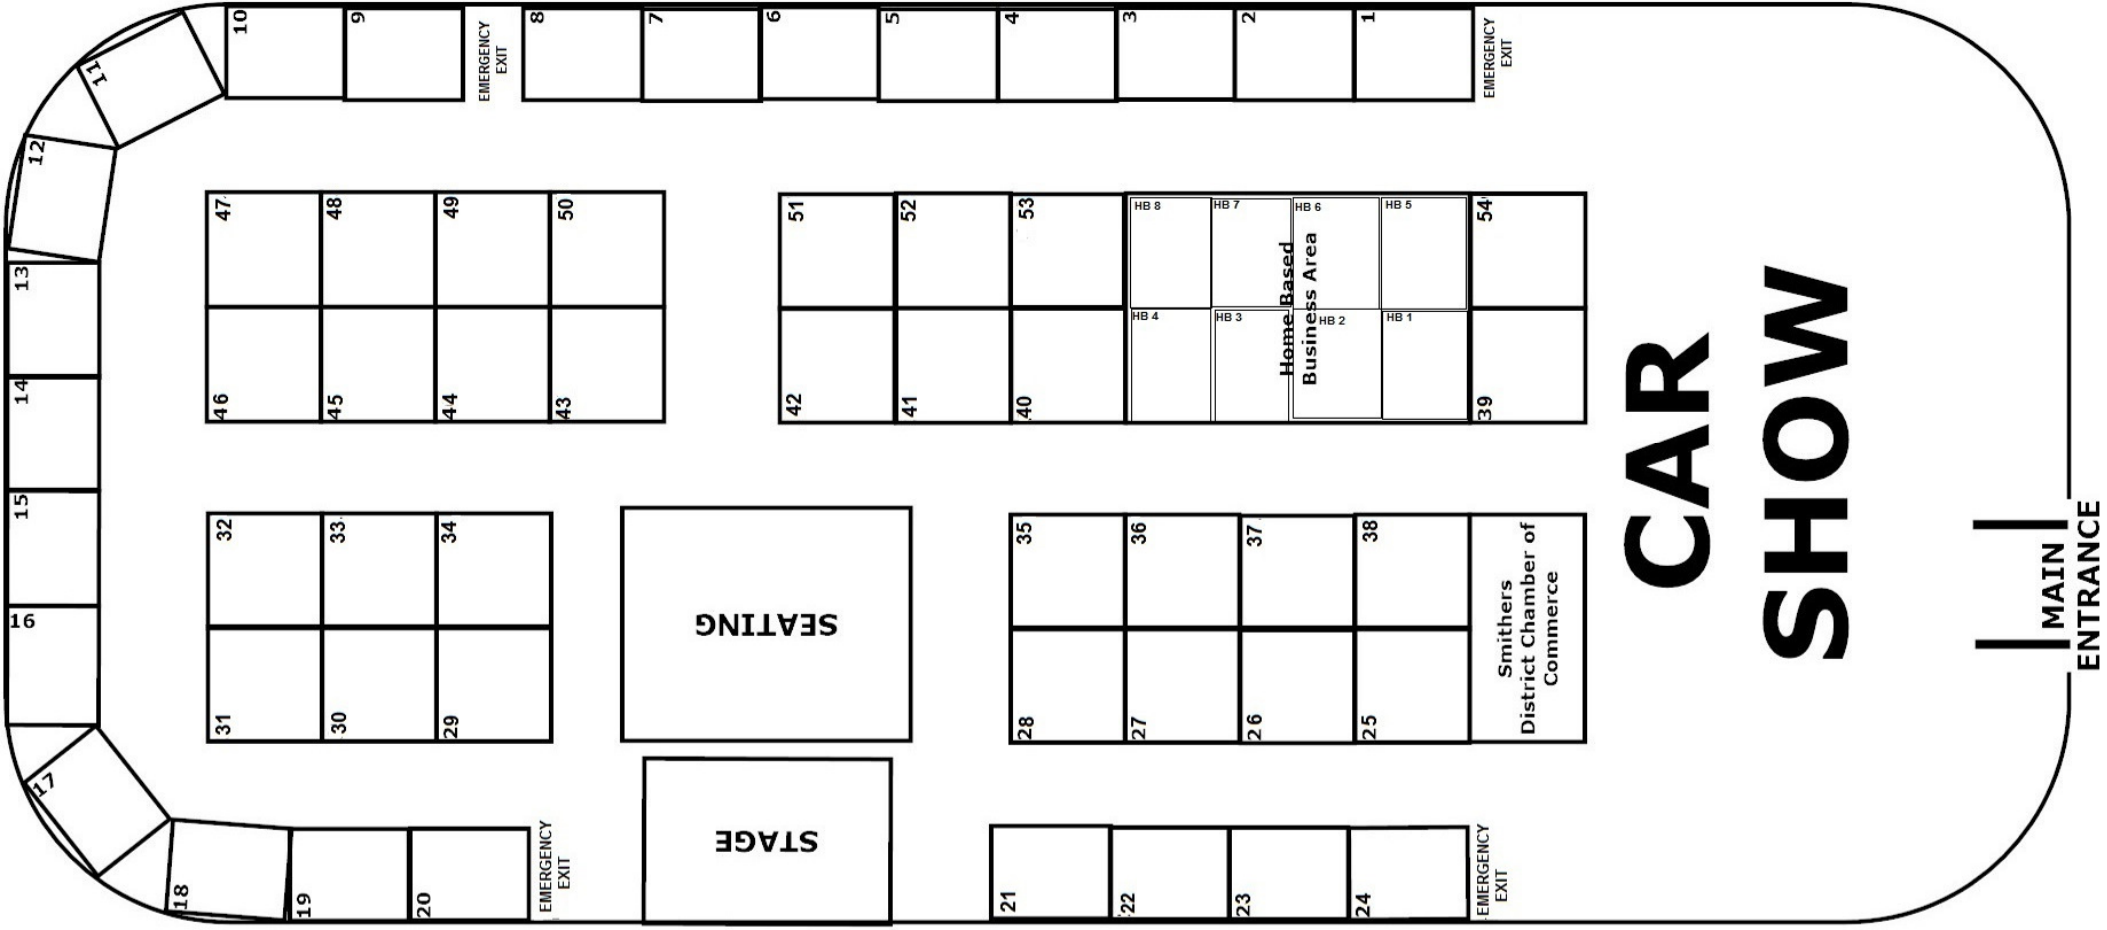 10
9
EMERGENCY
EXIT
8
7
6
5
4
3
2
1
EMERGENCY
EXIT
11
12
13
14
15
16
17
18
19
20
EMERGENCY
EXIT
47
48
49
50
46
45
44
43
51
52
53
HB 8
HB 7
HB 6
HB 5
54
Home Based
Business Area
42
41
40
HB 4
HB 3
HB 2
HB 1
39
32
33
34
31
30
29
SEATING
STAGE
35
36
37
38
28
27
26
25
Smithers
District Chamber of
Commerce
21
22
23
24
EMERGENCY
EXIT
CAR
SHOW
MAIN
ENTRANCE